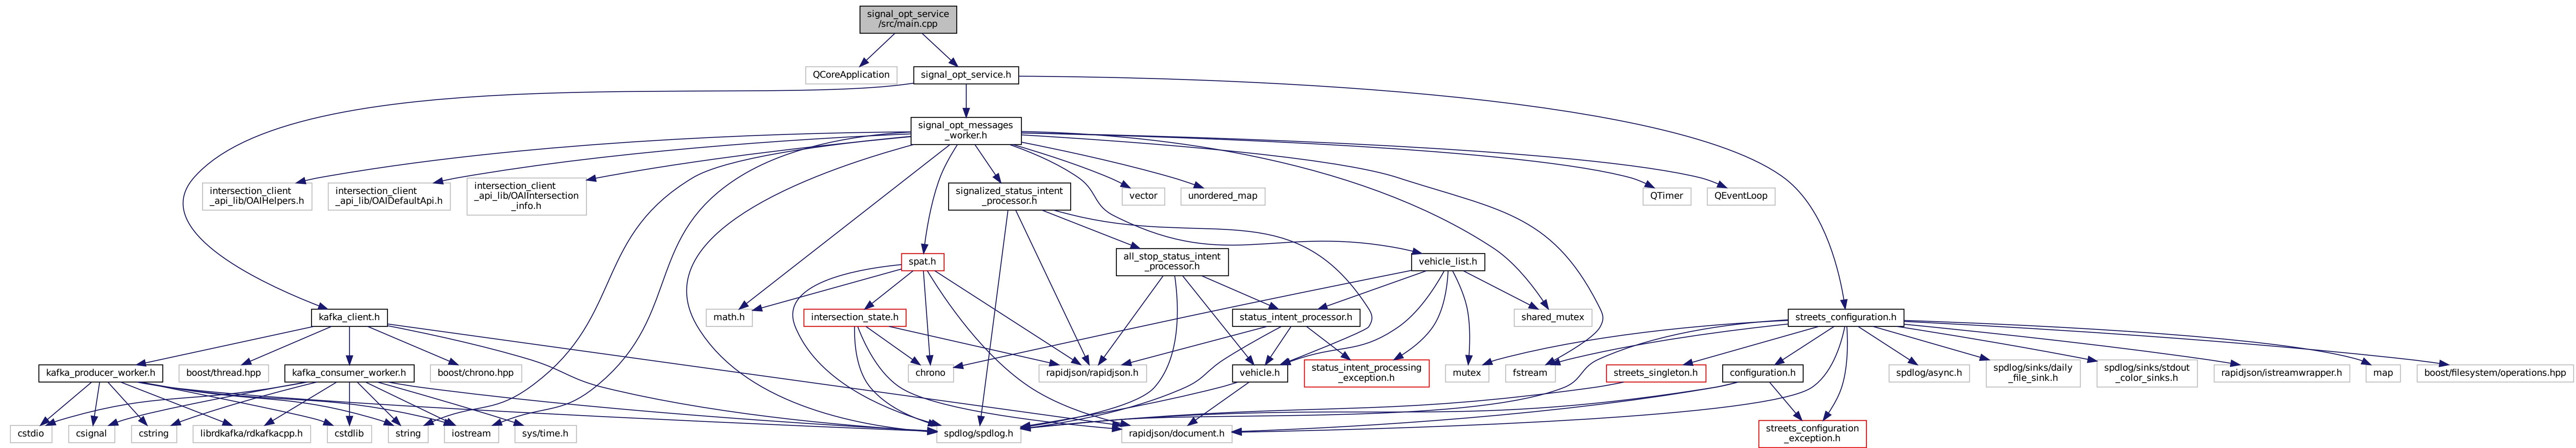 signal_opt_service
/src/main.cpp
QCoreApplication
signal_opt_service.h
signal_opt_messages
_worker.h
intersection_client
_api_lib/OAIHelpers.h
intersection_client
_api_lib/OAIDefaultApi.h
intersection_client
_api_lib/OAIIntersection
_info.h
signalized_status_intent
_processor.h
vector
unordered_map
QTimer
QEventLoop
spat.h
all_stop_status_intent
_processor.h
vehicle_list.h
kafka_client.h
math.h
intersection_state.h
status_intent_processor.h
shared_mutex
streets_configuration.h
kafka_producer_worker.h
boost/thread.hpp
kafka_consumer_worker.h
boost/chrono.hpp
chrono
rapidjson/rapidjson.h
vehicle.h
status_intent_processing
_exception.h
mutex
fstream
streets_singleton.h
configuration.h
spdlog/async.h
spdlog/sinks/daily
_file_sink.h
spdlog/sinks/stdout
_color_sinks.h
rapidjson/istreamwrapper.h
map
boost/filesystem/operations.hpp
cstdio
csignal
cstring
librdkafka/rdkafkacpp.h
cstdlib
string
iostream
sys/time.h
spdlog/spdlog.h
rapidjson/document.h
streets_configuration
_exception.h